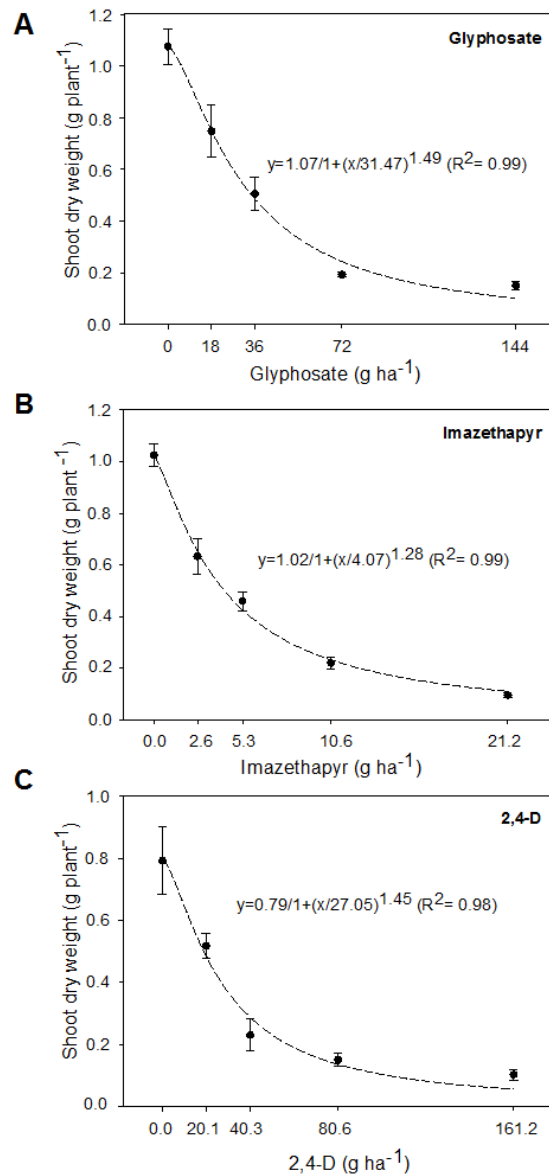 A
Glyphosate
Shoot dry weight (g plant⁻¹)
1.2
1.0
0.8
0.6
0.4
0.2
0.0
y=1.07/1+(x/31.47)^1.49 (R²= 0.99)
0 18 36 72 144
Glyphosate (g ha⁻¹)
B
Imazethapyr
Shoot dry weight (g plant⁻¹)
1.2
1.0
0.8
0.6
0.4
0.2
0.0
y=1.02/1+(x/4.07)^1.28 (R²= 0.99)
0.0 2.6 5.3 10.6 21.2
Imazethapyr (g ha⁻¹)
C
2,4-D
Shoot dry weight (g plant⁻¹)
1.0
0.8
0.6
0.4
0.2
0.0
y=0.79/1+(x/27.05)^1.45 (R²= 0.98)
0.0 20.1 40.3 80.6 161.2
2,4-D (g ha⁻¹)